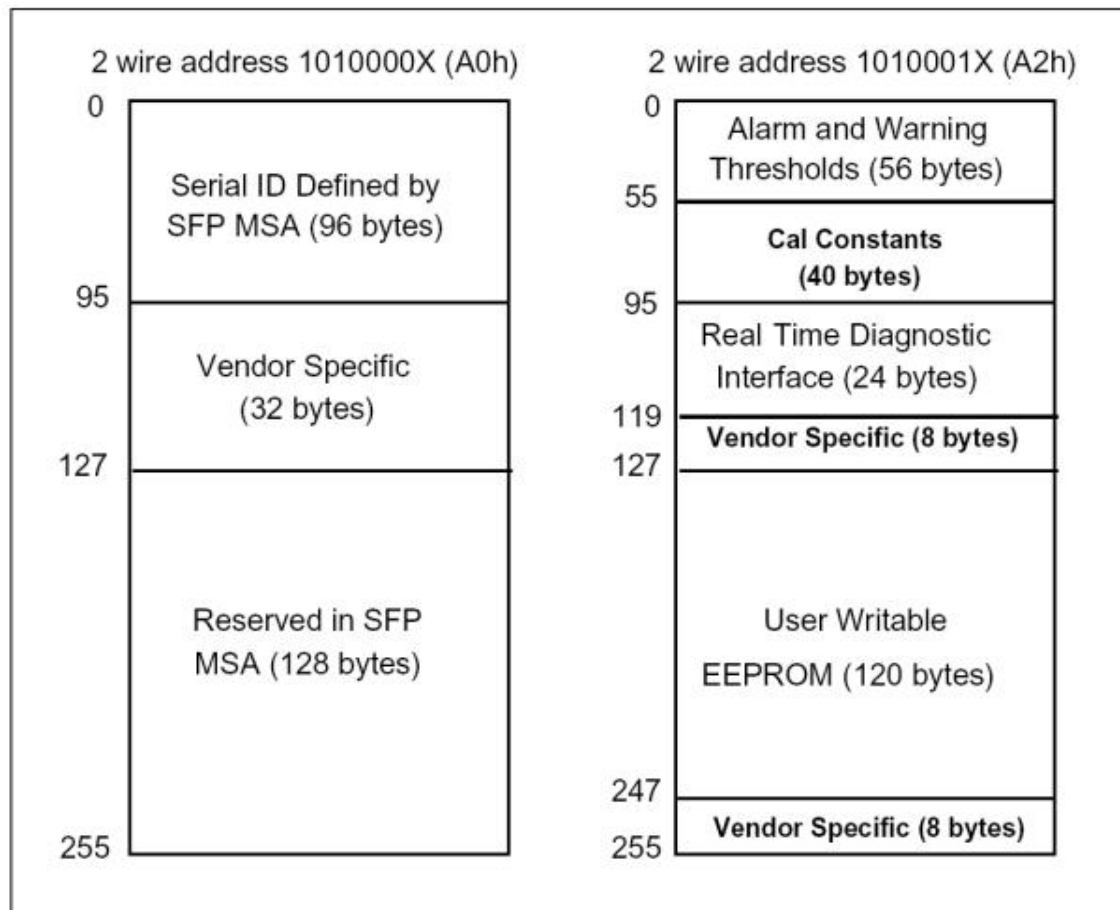 2 wire address 1010000X (A0h)
0
Serial ID Defined by
SFP MSA (96 bytes)
95
Vendor Specific
(32 bytes)
127
Reserved in SFP
MSA (128 bytes)
255
2 wire address 1010001X (A2h)
0
Alarm and Warning
Thresholds (56 bytes)
55
Cal Constants
(40 bytes)
95
Real Time Diagnostic
Interface (24 bytes)
119
Vendor Specific (8 bytes)
127
User Writable
EEPROM (120 bytes)
247
Vendor Specific (8 bytes)
255